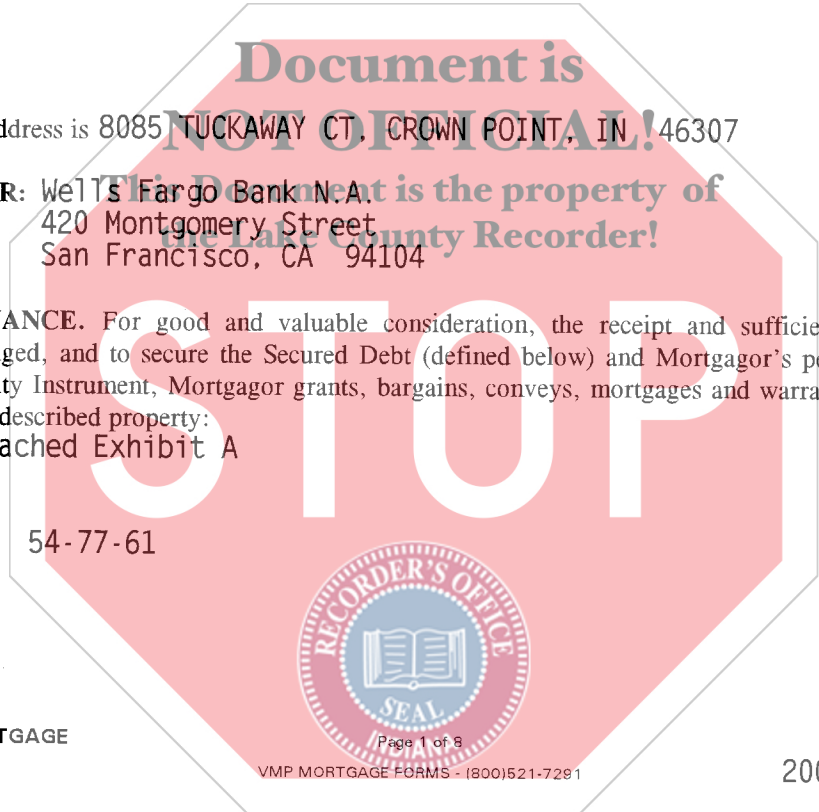 Document is
NOT OFFICIAL!
ddress is 8085 TUCKAWAY CT, CROWN POINT, IN 46307
This Document is the property of
R: Wells Fargo Bank N.A.
420 Montgomery Street
the Lake County Recorder!
San Francisco, CA 94104
ANCE. For good and valuable consideration, the receipt and sufficie
ged, and to secure the Secured Debt (defined below) and Mortgagor's pe
ty Instrument, Mortgagor grants, bargains, conveys, mortgages and warra
described property:
ached Exhibit A
STOP
54-77-61
RECORDER'S OFFICE
SEAL
INDIANA
TGAGE
Page 1 of 8
VMP MORTGAGE FORMS - (800)521-7291
200